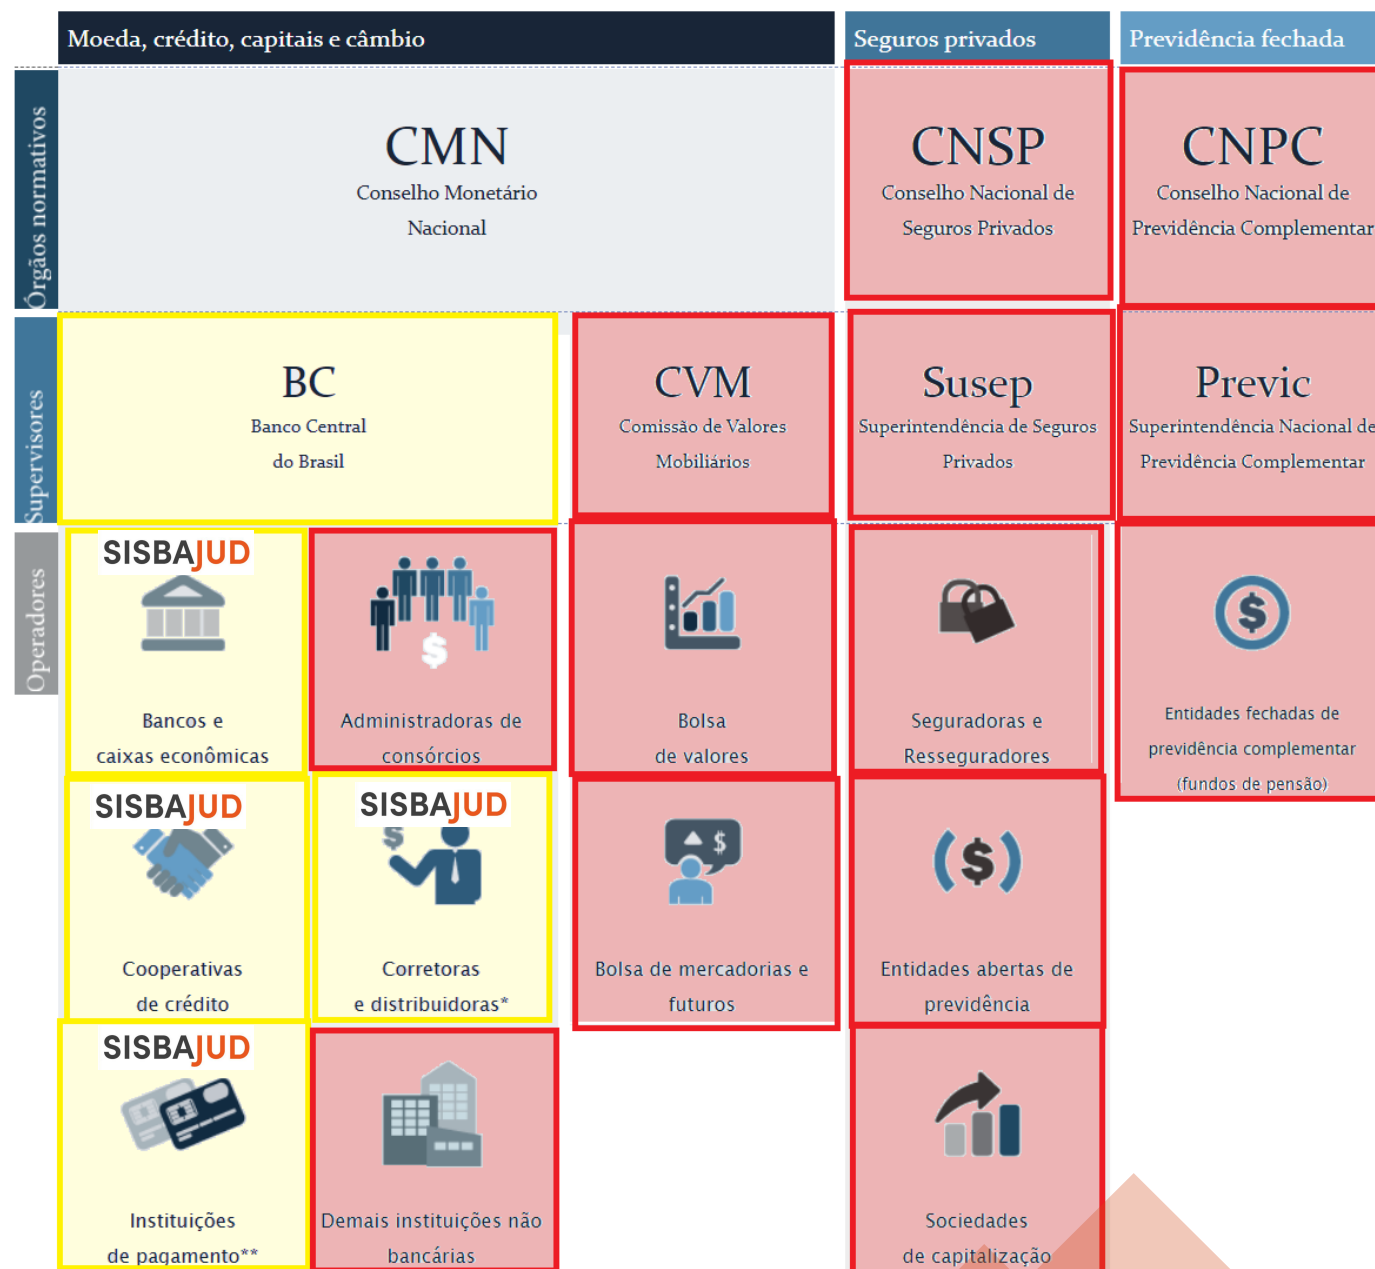 Moeda, crédito, capitais e câmbio
Seguros privados
Previdência fechada
Órgãos normativos
CMN
Conselho Monetário
Nacional
CNSP
Conselho Nacional de
Seguros Privados
CNPC
Conselho Nacional de
Previdência Complementar
Supervisores
BC
Banco Central
do Brasil
CVM
Comissão de Valores
Mobiliários
Susep
Superintendência de Seguros
Privados
Previc
Superintendência Nacional de
Previdência Complementar
Operadores
SISBAJUD
Bancos e
caixas econômicas
$
Administradoras de
consórcios
Bolsa
de valores
Seguradoras e
Resseguradores
$
Entidades fechadas de
previdência complementar
(fundos de pensão)
SISBAJUD
Cooperativas
de crédito
SISBAJUD
$
Corretoras
e distribuidoras*
$
Bolsa de mercadorias e
futuros
($)
Entidades abertas de
previdência
SISBAJUD
Instituições
de pagamento**
Demais instituições não
bancárias
Sociedades
de capitalização